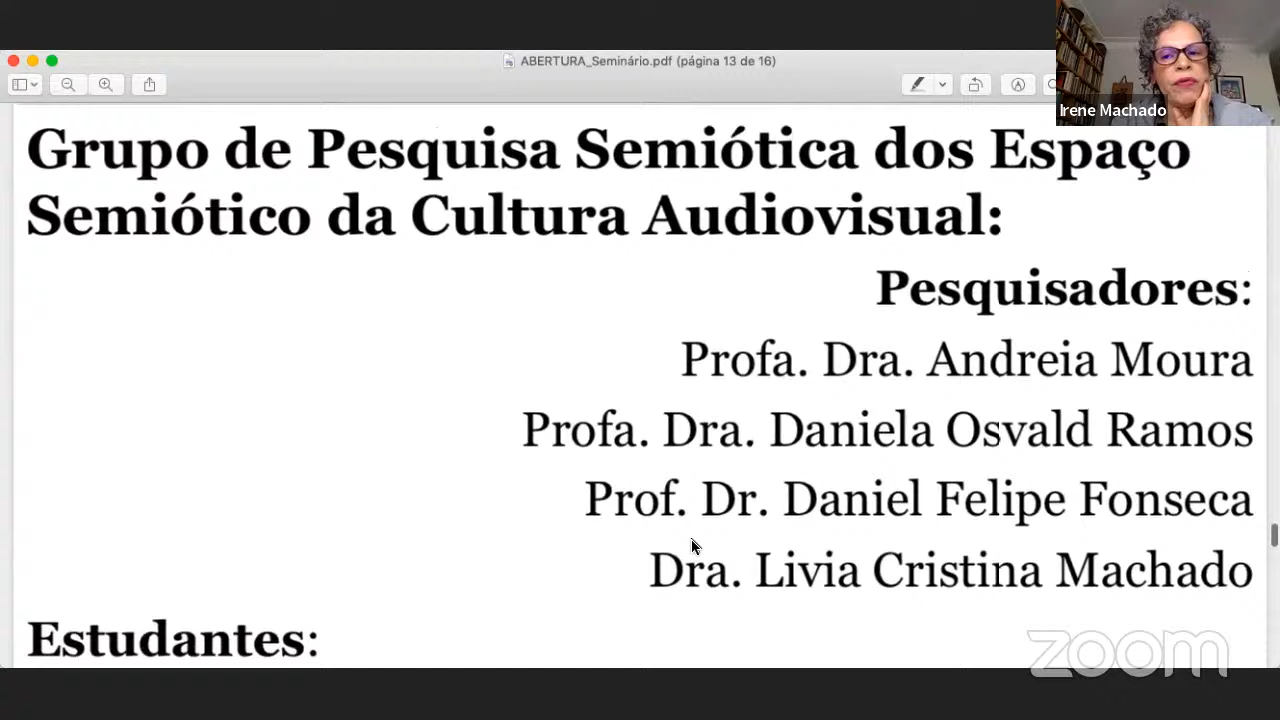 ABERTURA_Seminário.pdf (página 13 de 16)
Irene Machado
Grupo de Pesquisa Semiótica dos Espaço
Semiótico da Cultura Audiovisual:
Pesquisadores:
Profa. Dra. Andreia Moura
Profa. Dra. Daniela Osvald Ramos
Prof. Dr. Daniel Felipe Fonseca
Dra. Livia Cristina Machado
Estudantes:
zoom